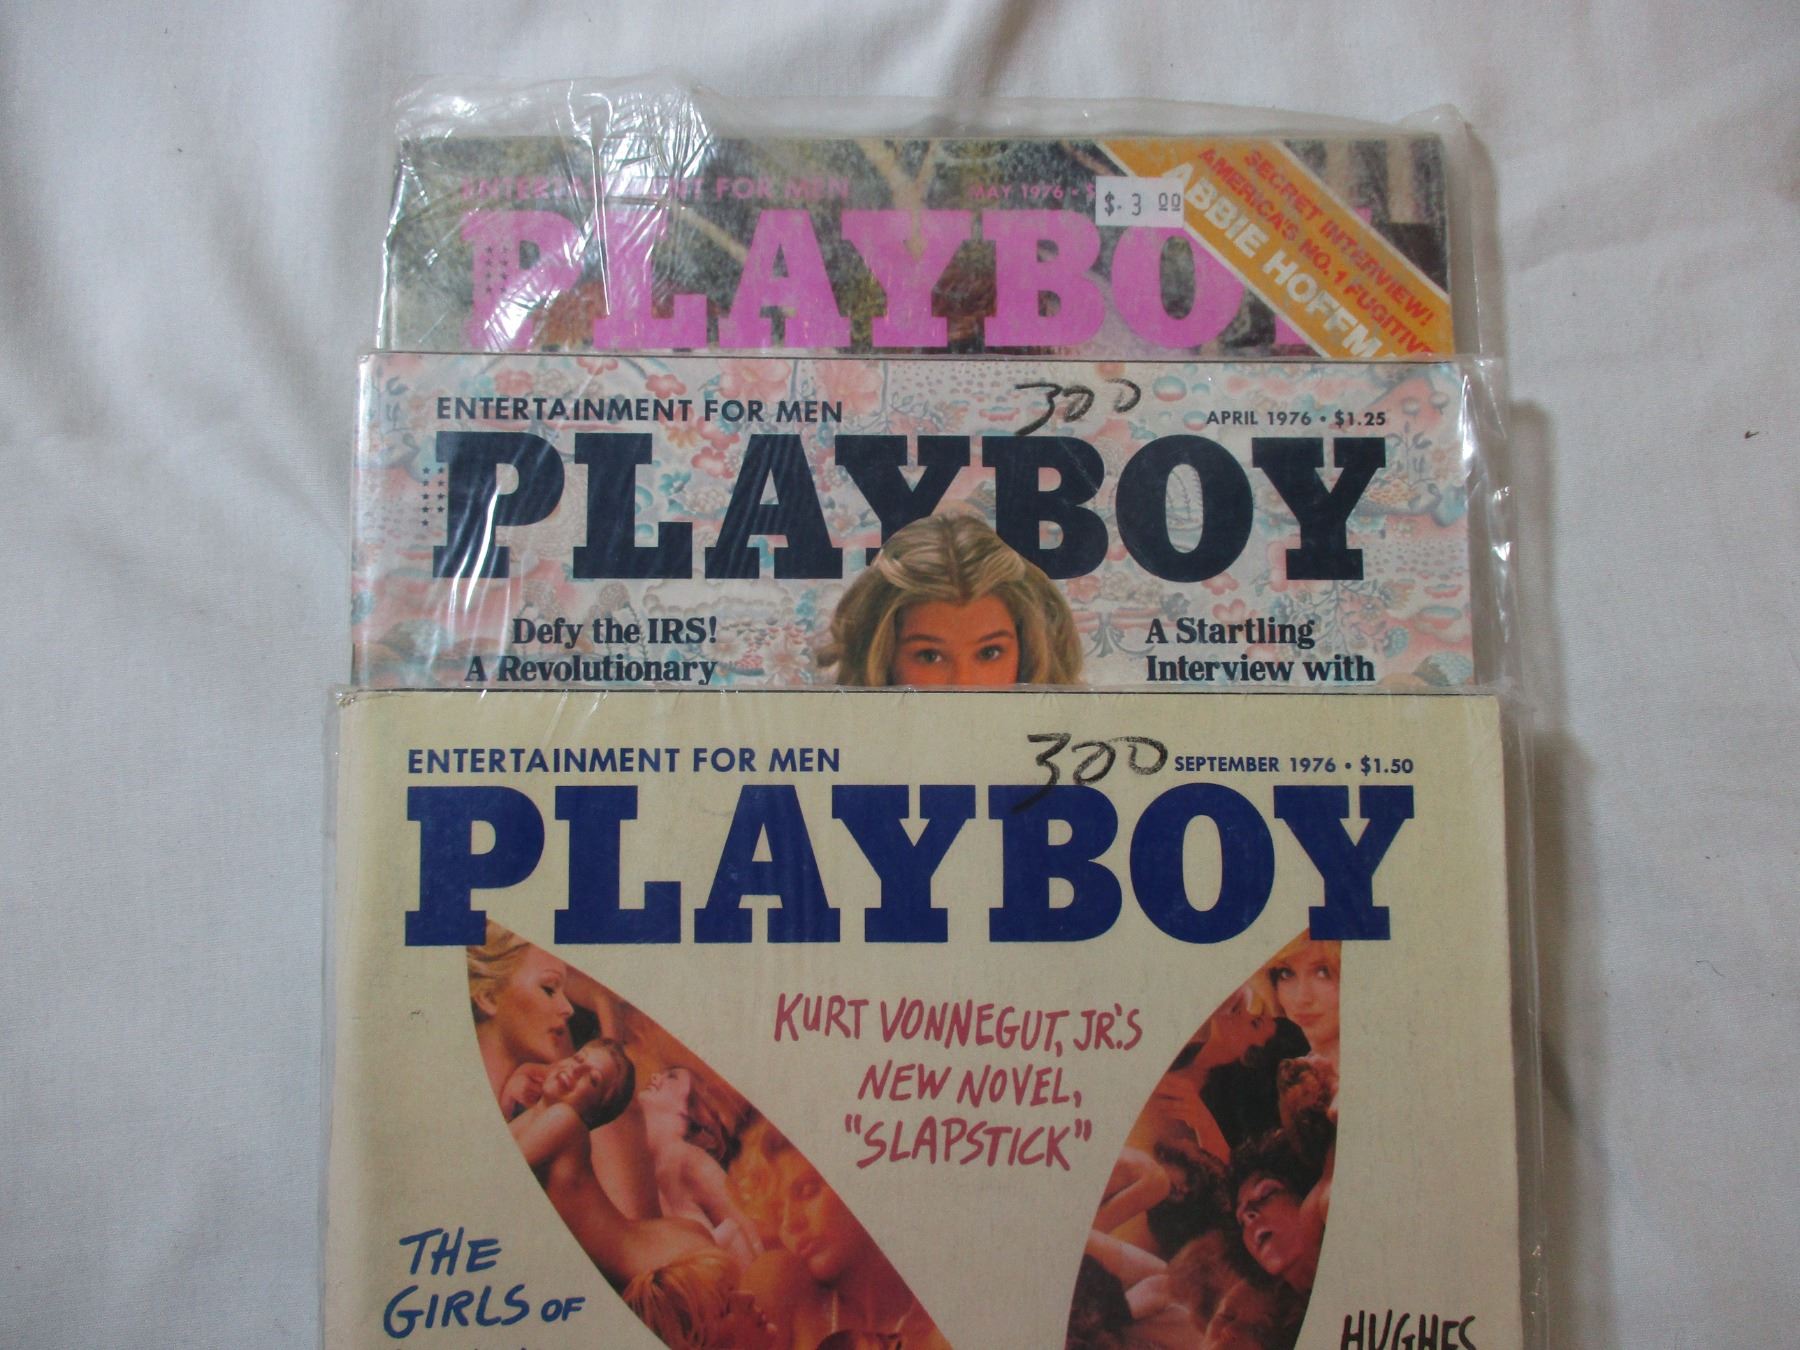 ENTERTAINMENT FOR MEN
MAY 1976 • $
$. 3 00
PLAYBOY
SECRET INTERVIEW!
AMERICA'S NO. 1 FUGITIVE
ABBIE HOFFMA
ENTERTAINMENT FOR MEN
300
APRIL 1976 • $1.25
PLAYBOY
Defy the IRS!
A Revolutionary
A Startling
Interview with
ENTERTAINMENT FOR MEN
300
SEPTEMBER 1976 • $1.50
PLAYBOY
KURT VONNEGUT, JR.'S
NEW NOVEL,
"SLAPSTICK"
THE
GIRLS OF
HUGHES